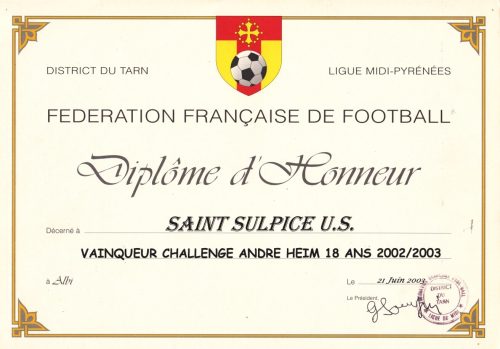 DISTRICT DU TARN
LIGUE MIDI-PYRÉNÉES
FEDERATION FRANÇAISE DE FOOTBALL
Diplôme d'Honneur
Décerné à SAINT SULPICE U.S.
VAINQUEUR CHALLENGE ANDRE HEIM 18 ANS 2002/2003
à Albi
Le 21 Juin 2003
Le Président,
DISTRICT
DU
TARN